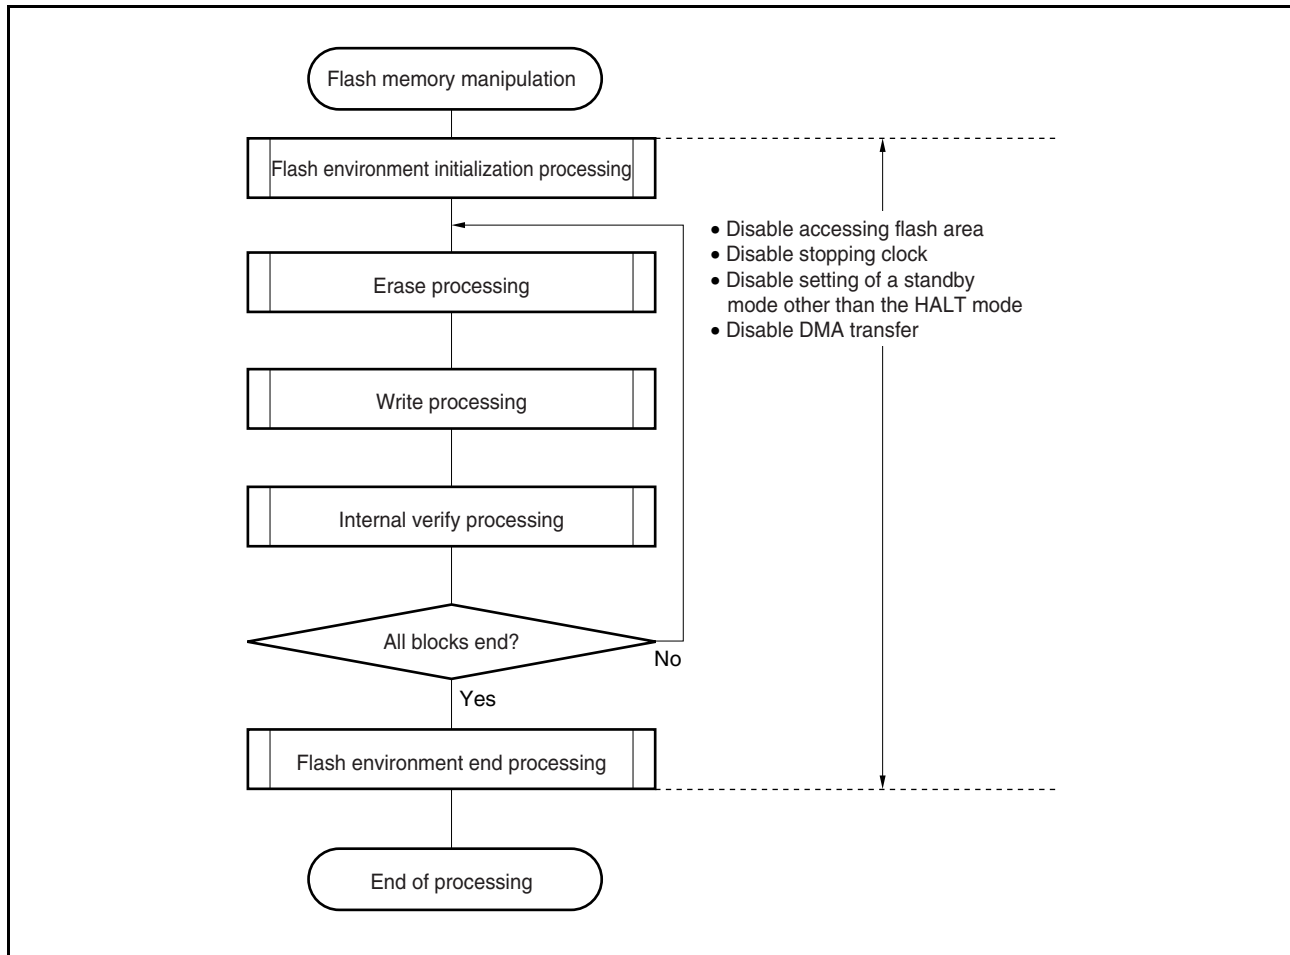 Flash memory manipulation
Flash environment initialization processing
• Disable accessing flash area
• Disable stopping clock
• Disable setting of a standby
mode other than the HALT mode
• Disable DMA transfer
Erase processing
Write processing
Internal verify processing
All blocks end?
No
Yes
Flash environment end processing
End of processing